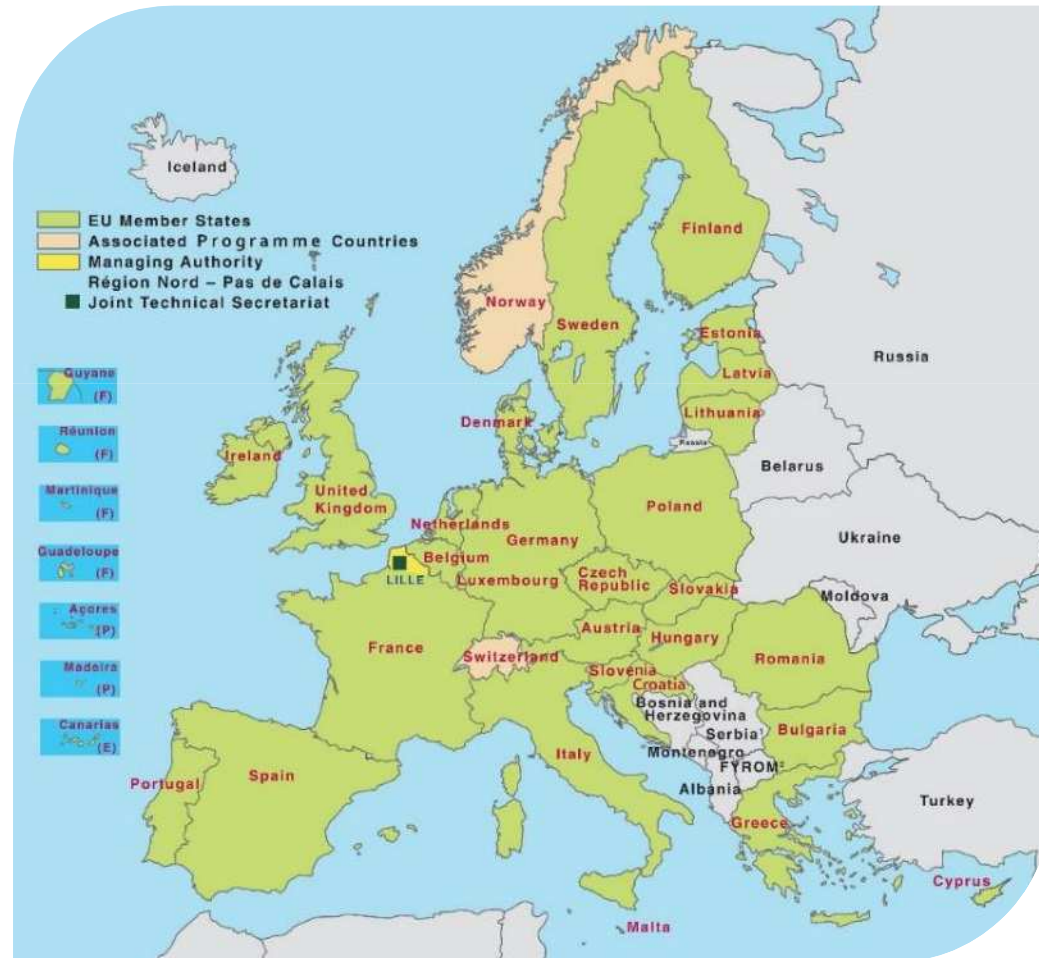 Iceland
EU Member States
Associated Programme Countries
Managing Authority
Région Nord – Pas de Calais
Joint Technical Secretariat
Finland
Norway
Sweden
Estonia
Russia
Latvia
Lithuania
Russia
Denmark
Belarus
Ireland
United
Kingdom
Netherlands
Poland
Germany
Ukraine
Belgium
LILLE
Luxembourg
Czech
Republic
Slovakia
Moldova
Austria
Hungary
France
Switzerland
Romania
Slovenia
Croatia
Bosnia and
Herzegovina
Serbia¹
Bulgaria
Italy
Montenegro
FYROM²
Albania
Portugal
Spain
Turkey
Greece
Cyprus
Malta
Guyane
(F)
Réunion
(F)
Martinique
(F)
Guadeloupe
(F)
Açores
(P)
Madeira
(P)
Canarias
(E)